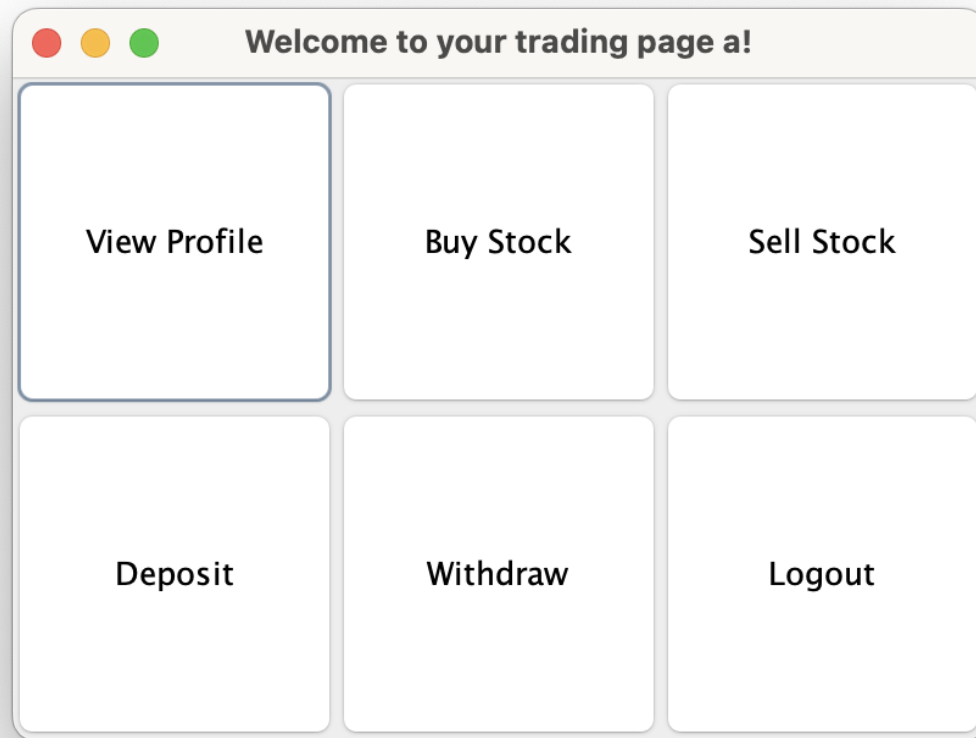 Welcome to your trading page a!
View Profile
Buy Stock
Sell Stock
Deposit
Withdraw
Logout